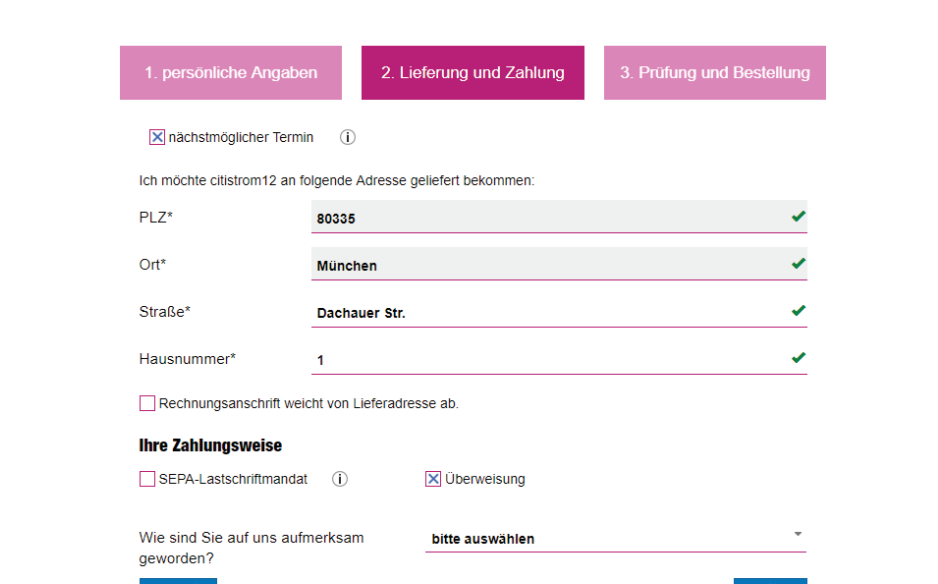 1. persönliche Angaben
2. Lieferung und Zahlung
3. Prüfung und Bestellung
nächstmöglicher Termin
Ich möchte citistrom12 an folgende Adresse geliefert bekommen:
PLZ* 80335
Ort* München
Straße* Dachauer Str.
Hausnummer* 1
Rechnungsanschrift weicht von Lieferadresse ab.
Ihre Zahlungsweise
SEPA-Lastschriftmandat Überweisung
Wie sind Sie auf uns aufmerksam bitte auswählen
geworden?